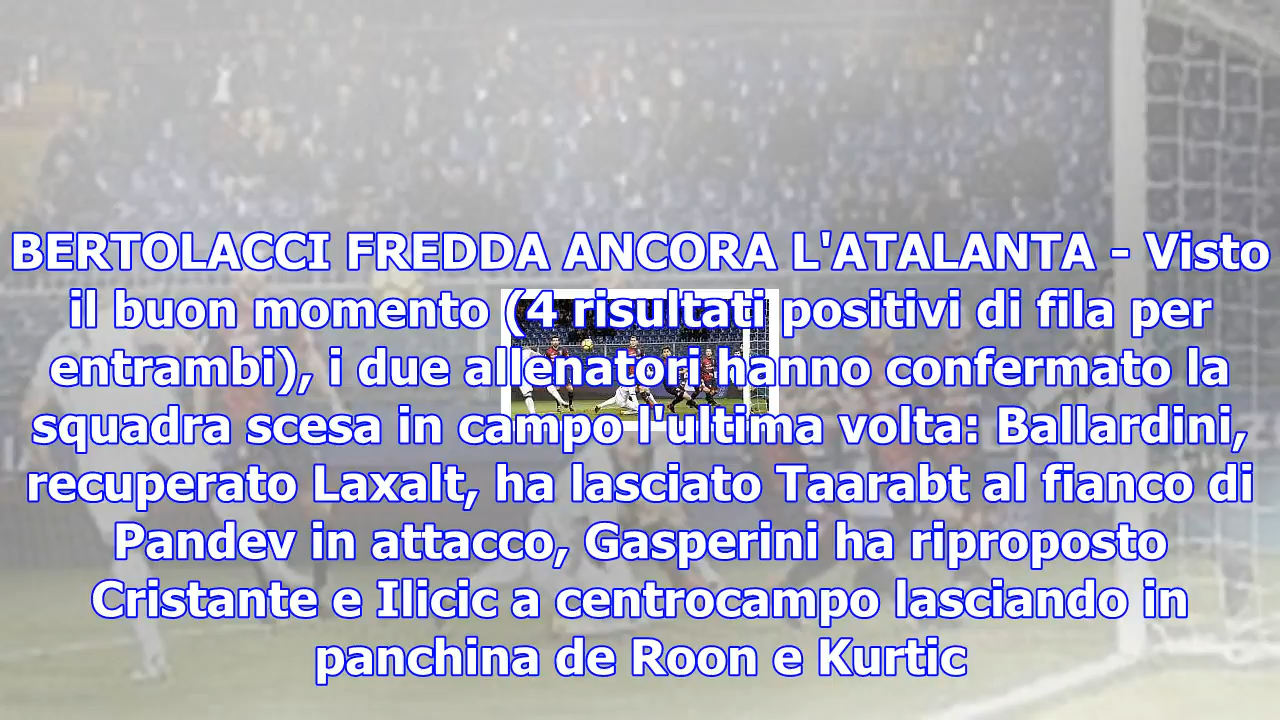 BERTOLACCI FREDDA ANCORA L'ATALANTA - Visto
il buon momento (4 risultati positivi di fila per
entrambi), i due allenatori hanno confermato la
squadra scesa in campo l'ultima volta: Ballardini,
recuperato Laxalt, ha lasciato Taarabt al fianco di
Pandev in attacco, Gasperini ha riproposto
Cristante e Ilicic a centrocampo lasciando in
panchina de Roon e Kurtic